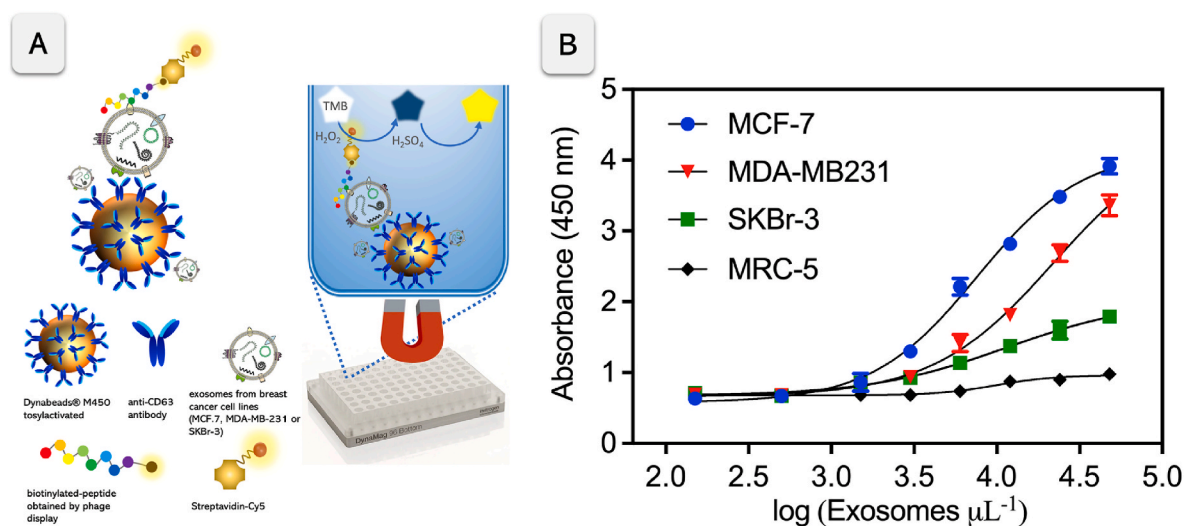 A
TMB
H₂O₂
H₂SO₄
Dynabeads® M450
tosylactivated
anti-CD63
antibody
exosomes from breast
cancer cell lines
(MCF.7, MDA-MB-231 or
SKBr-3)
biotinylated-peptide
obtained by phage
display
Streptavidin-Cy5
DynaMag 96 Bottom
B
Absorbance (450 nm)
5
4
3
2
1
0
MCF-7
MDA-MB231
SKBr-3
MRC-5
2.0 2.5 3.0 3.5 4.0 4.5 5.0
log (Exosomes μL⁻¹)